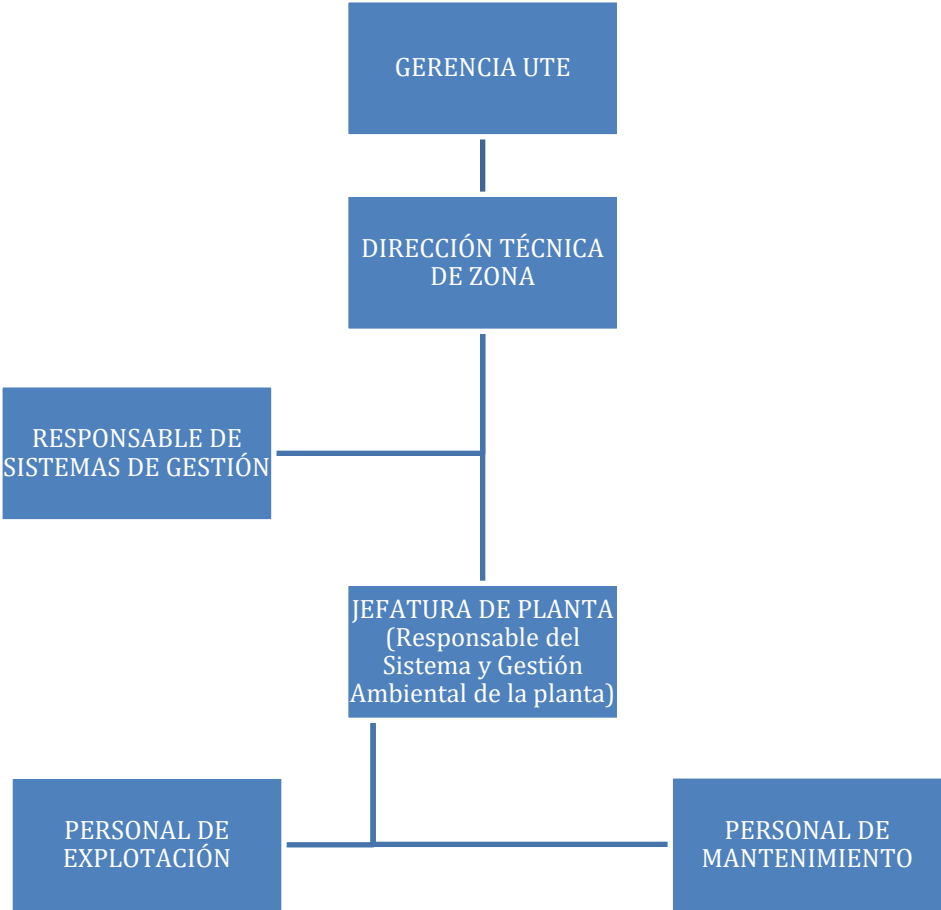 GERENCIA UTE
DIRECCIÓN TÉCNICA
DE ZONA
RESPONSABLE DE
SISTEMAS DE GESTIÓN
JEFATURA DE PLANTA
(Responsable del
Sistema y Gestión
Ambiental de la planta)
PERSONAL DE
EXPLOTACIÓN
PERSONAL DE
MANTENIMIENTO